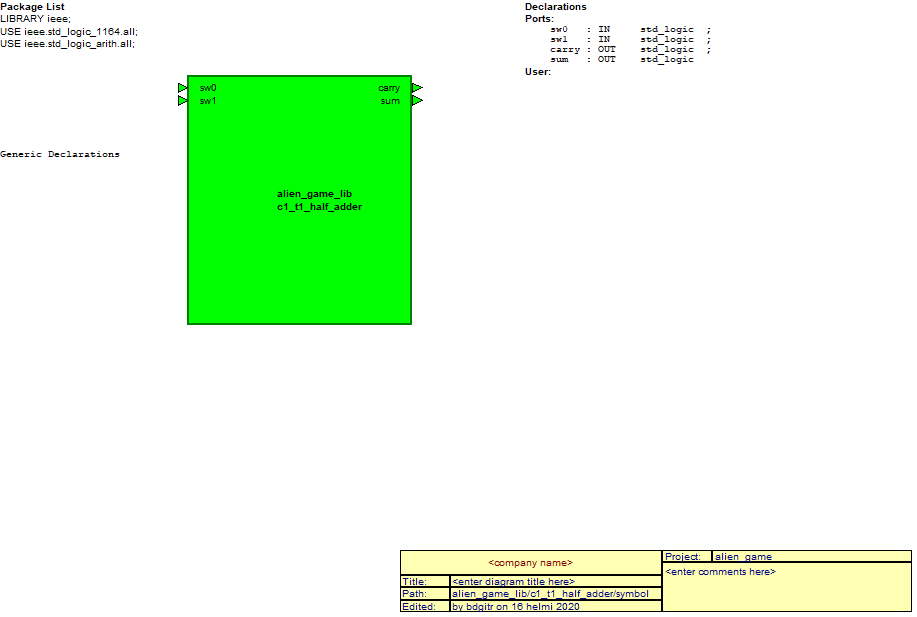 Package List
LIBRARY ieee;
USE ieee.std_logic_1164.all;
USE ieee.std_logic_arith.all;
Declarations
Ports:
sw0 : IN std_logic ;
sw1 : IN std_logic ;
carry : OUT std_logic ;
sum : OUT std_logic
User:
sw0 carry
sw1 sum
Generic Declarations
alien_game_lib
c1_t1_half_adder
<company name>
Title: <enter diagram title here>
Path: alien_game_lib/c1_t1_half_adder/symbol
Edited: by bdgitr on 16 helmi 2020
Project: alien_game
<enter comments here>